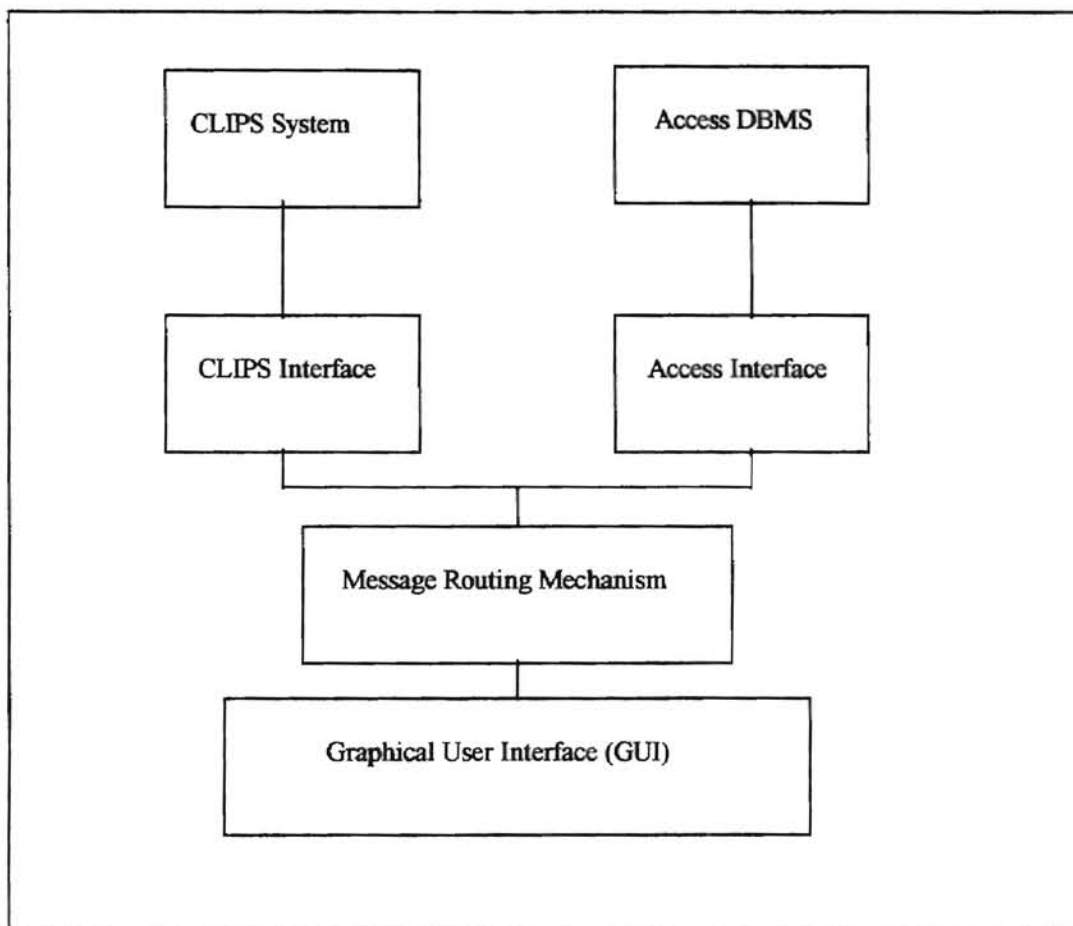 CLIPS System
Access DBMS
CLIPS Interface
Access Interface
Message Routing Mechanism
Graphical User Interface (GUI)